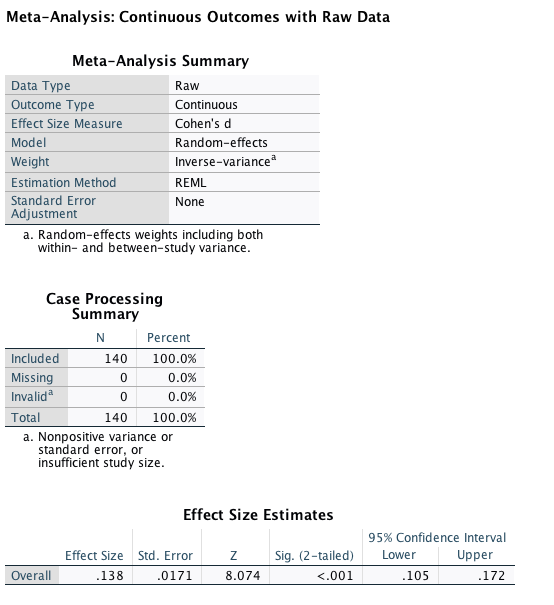 Meta-Analysis: Continuous Outcomes with Raw Data
Meta-Analysis Summary
Data Type Raw
Outcome Type Continuous
Effect Size Measure Cohen's d
Model Random-effects
Weight Inverse-varianceᵃ
Estimation Method REML
Standard Error Adjustment None
a. Random-effects weights including both
within- and between-study variance.
Case Processing
Summary
N Percent
Included 140 100.0%
Missing 0 0.0%
Invalidᵃ 0 0.0%
Total 140 100.0%
a. Nonpositive variance or
standard error, or
insufficient study size.
Effect Size Estimates
95% Confidence Interval
Effect Size Std. Error Z Sig. (2-tailed) Lower Upper
Overall .138 .0171 8.074 <.001 .105 .172